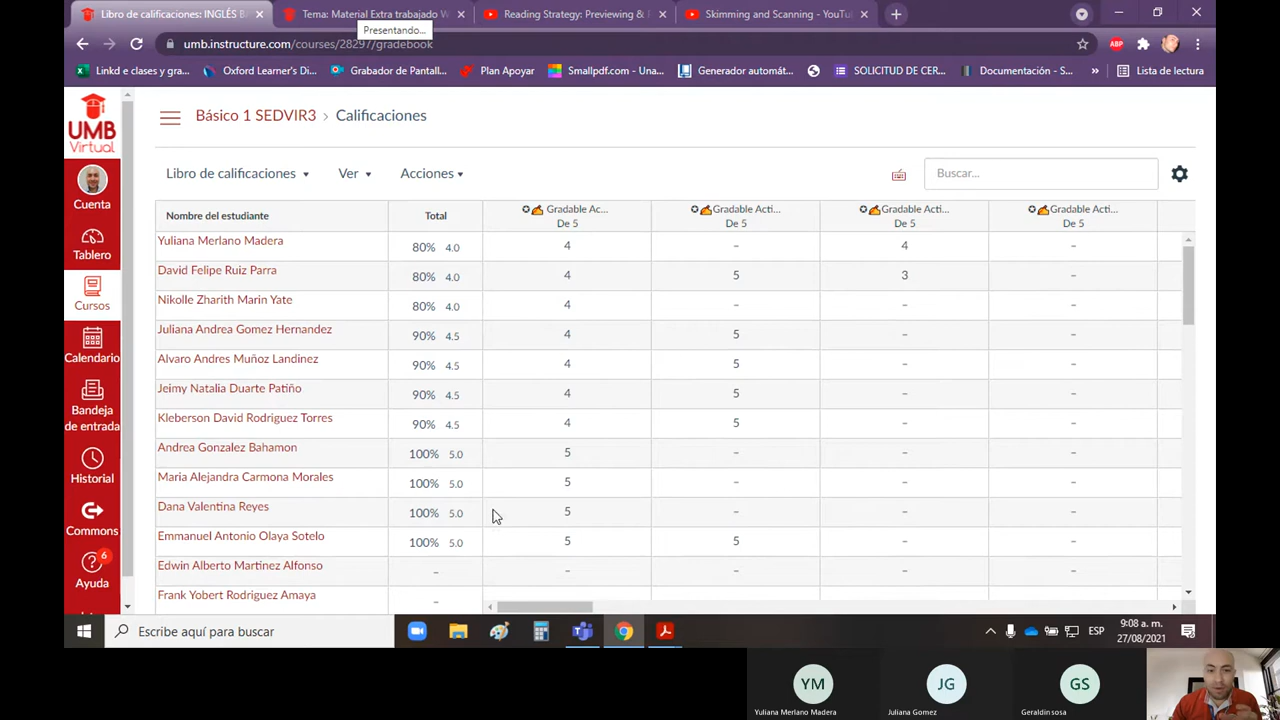 Libro de calificaciones: INGLÉS B
Tema: Material Extra trabajado W
Reading Strategy: Previewing &
Skimming and Scanning - YouTu
Presentando...
umb.instructure.com/courses/28297/gradebook
ABP
Linkd e clases y gra...
Oxford Learner's Di...
Grabador de Pantall...
Plan Apoyar
Smallpdf.com - Una...
Generador automát...
SOLICITUD DE CER...
Documentación - S...
»
Lista de lectura
UMB
Virtual
Cuenta
Tablero
Cursos
Calendario
Bandeja
de entrada
Historial
Commons
6
Ayuda
Básico 1 SEDVIR3 > Calificaciones
Libro de calificaciones
Ver
Acciones
Buscar...
Nombre del estudiante
Total
Gradable Ac...
De 5
Gradable Acti...
De 5
Gradable Acti...
De 5
Gradable Acti...
De 5
Yuliana Merlano Madera 80% 4.0 4 – 4 –
David Felipe Ruiz Parra 80% 4.0 4 5 3 –
Nikolle Zharith Marin Yate 80% 4.0 4 – – –
Juliana Andrea Gomez Hernandez 90% 4.5 4 5 – –
Alvaro Andres Muñoz Landinez 90% 4.5 4 5 – –
Jeimy Natalia Duarte Patiño 90% 4.5 4 5 – –
Kleberson David Rodriguez Torres 90% 4.5 4 5 – –
Andrea Gonzalez Bahamon 100% 5.0 5 – – –
Maria Alejandra Carmona Morales 100% 5.0 5 – – –
Dana Valentina Reyes 100% 5.0 5 – – –
Emmanuel Antonio Olaya Sotelo 100% 5.0 5 5 – –
Edwin Alberto Martinez Alfonso – – – – –
Frank Yobert Rodriguez Amaya –
Escribe aquí para buscar
ESP
9:08 a. m.
27/08/2021
YM
Yuliana Merlano Madera
JG
Juliana Gomez
GS
Geraldin sosa